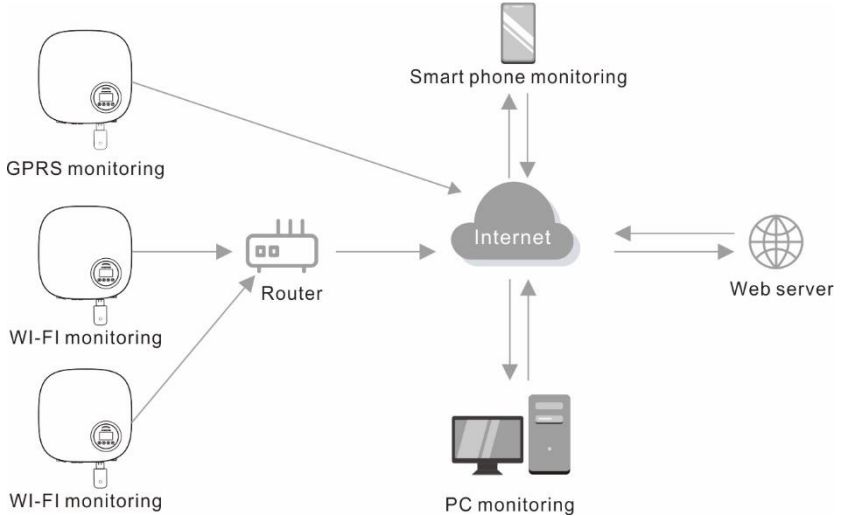 Smart phone monitoring
GPRS monitoring
Internet
Router
Web server
WI-FI monitoring
WI-FI monitoring
PC monitoring